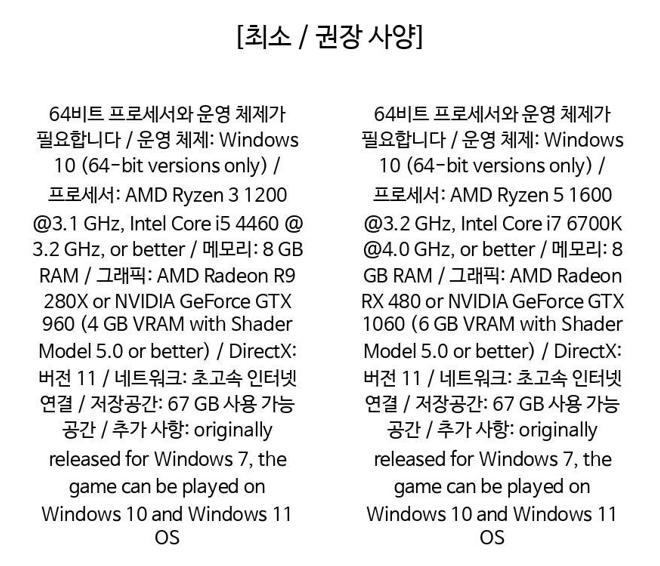 [최소 / 권장 사양]
64비트 프로세서와 운영 체제가
필요합니다 / 운영 체제: Windows
10 (64-bit versions only) /
프로세서: AMD Ryzen 3 1200
@3.1 GHz, Intel Core i5 4460 @
3.2 GHz, or better / 메모리: 8 GB
RAM / 그래픽: AMD Radeon R9
280X or NVIDIA GeForce GTX
960 (4 GB VRAM with Shader
Model 5.0 or better) / DirectX:
버전 11 / 네트워크: 초고속 인터넷
연결 / 저장공간: 67 GB 사용 가능
공간 / 추가 사항: originally
released for Windows 7, the
game can be played on
Windows 10 and Windows 11
OS
64비트 프로세서와 운영 체제가
필요합니다 / 운영 체제: Windows
10 (64-bit versions only) /
프로세서: AMD Ryzen 5 1600
@3.2 GHz, Intel Core i7 6700K
@4.0 GHz, or better / 메모리: 8
GB RAM / 그래픽: AMD Radeon
RX 480 or NVIDIA GeForce GTX
1060 (6 GB VRAM with Shader
Model 5.0 or better) / DirectX:
버전 11 / 네트워크: 초고속 인터넷
연결 / 저장공간: 67 GB 사용 가능
공간 / 추가 사항: originally
released for Windows 7, the
game can be played on
Windows 10 and Windows 11
OS